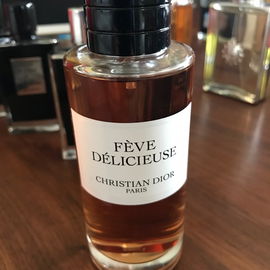 FÈVE
DÉLICIEUSE
CHRISTIAN DIOR
PARIS